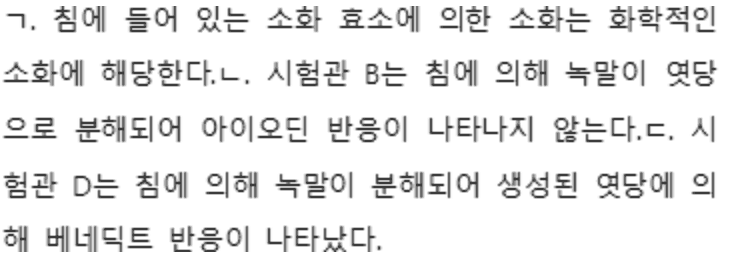 ㄱ. 침에 들어 있는 소화 효소에 의한 소화는 화학적인
소화에 해당한다.ㄴ. 시험관 B는 침에 의해 녹말이 엿당
으로 분해되어 아이오딘 반응이 나타나지 않는다.ㄷ. 시
험관 D는 침에 의해 녹말이 분해되어 생성된 엿당에 의
해 베네딕트 반응이 나타났다.